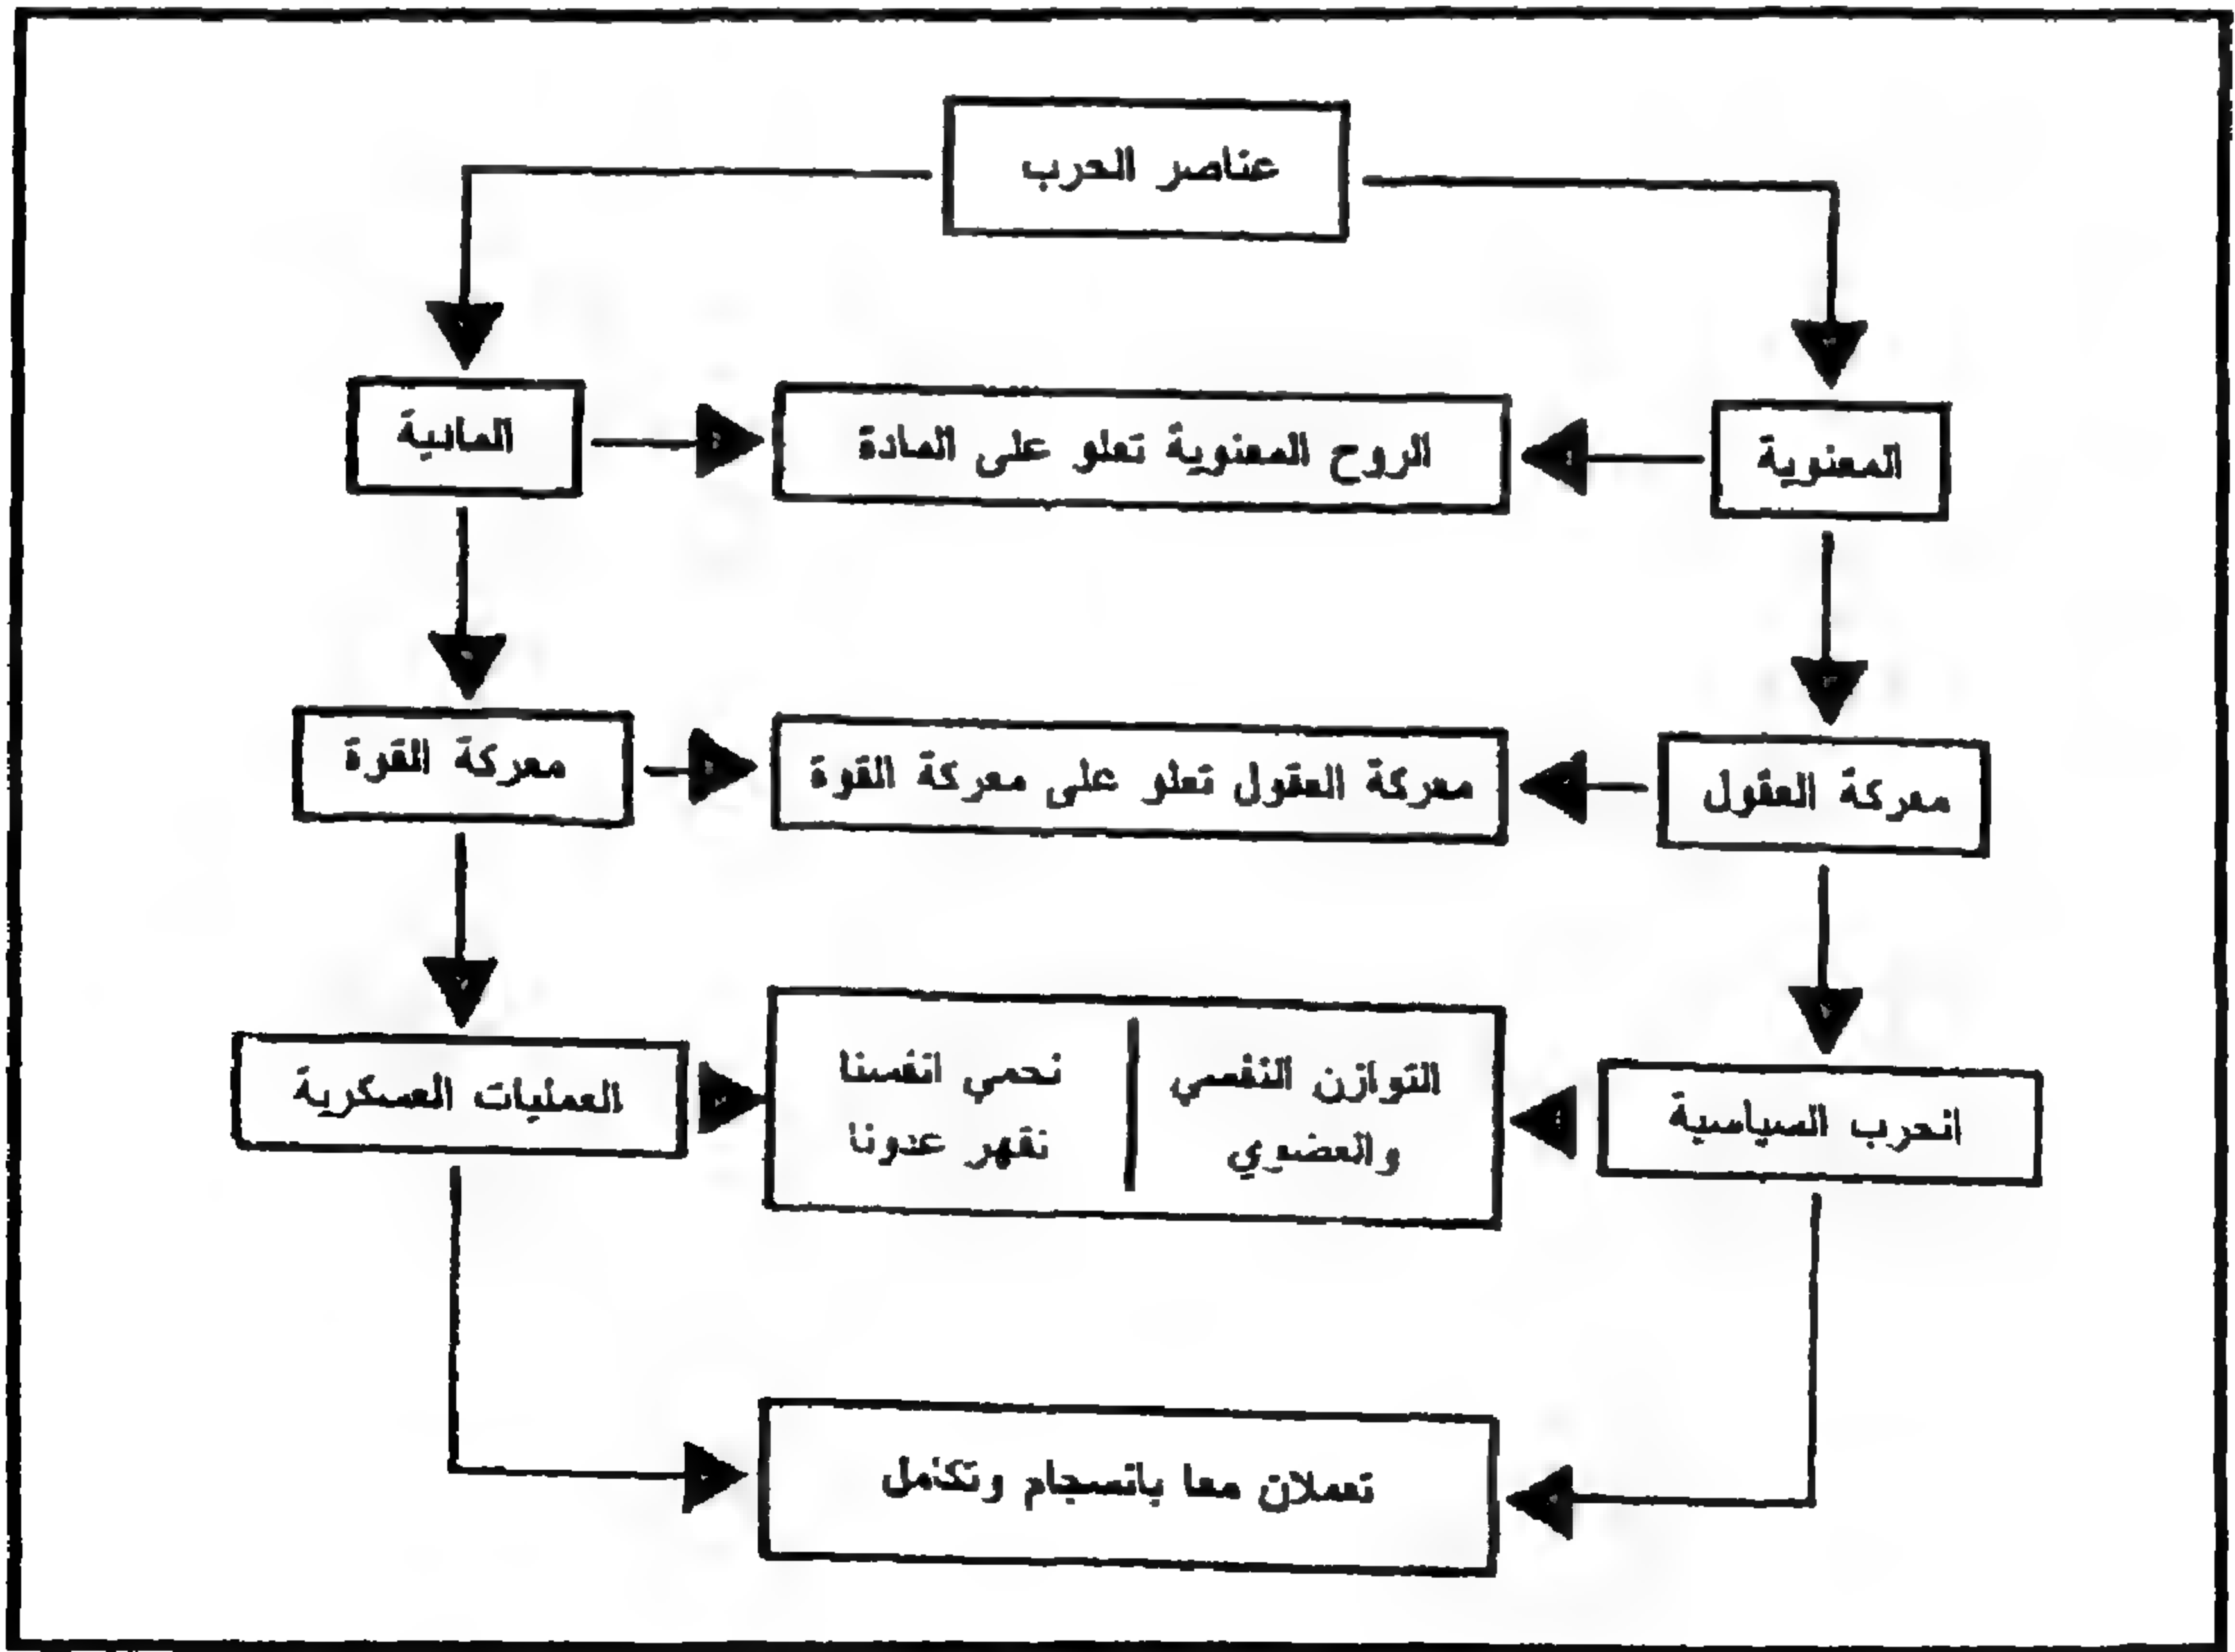 عناصر الحرب
المعنوية
الروح المعنوية تعلو على المادة
المادية
معركة العقول
معركة العقول تعلو على معركة القوة
معركة القوة
الحرب السياسية
التوازن النفسي
والعضوي
نحمي انفسنا
نقهر عدونا
العمليات العسكرية
تعملان معا بانسجام وتكامل